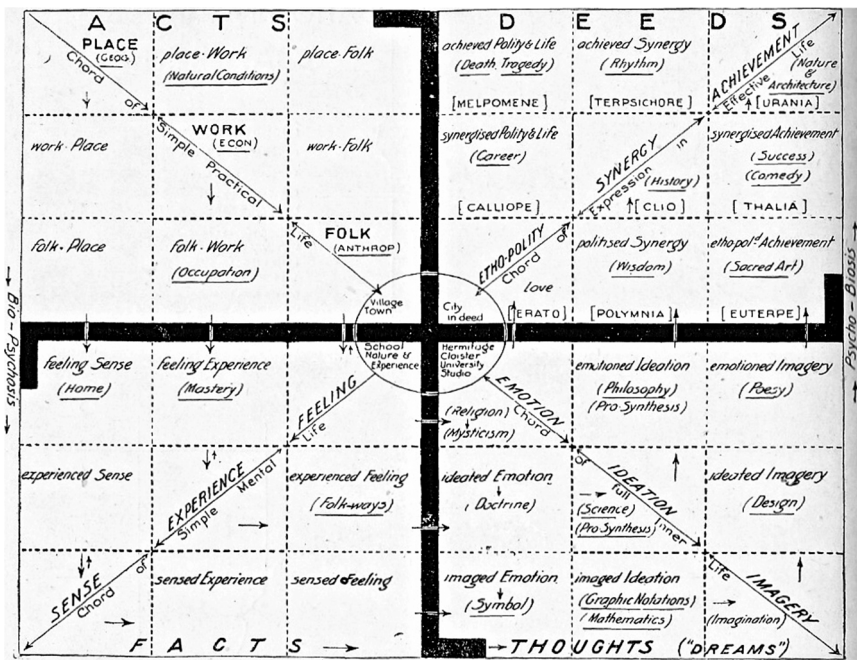 A C T S
D E E D S
PLACE
(GEOG.)
Chord of
place-Work
(Natural Conditions)
place-Folk
achieved Polity & Life
(Death, Tragedy)
[MELPOMENE]
achieved Synergy
(Rhythm)
[TERPSICHORE]
ACHIEVEMENT
Effective Life
(Nature
&
Architecture)
[URANIA]
work-Place
WORK
(ECON)
Simple Practical
work-Folk
synergised Polity & Life
(Career)
[CALLIOPE]
SYNERGY
Expression in
(History)
[CLIO]
synergised Achievement
(Success)
(Comedy)
[THALIA]
folk-Place
folk-Work
(Occupation)
FOLK
(ANTHROP)
Life
Village
Town
ETHO-POLITY
Chord of
Love
City
in deed
[ERATO]
politised Synergy
(Wisdom)
[POLYMNIA]
ethopol.d Achievement
(Sacred Art)
[EUTERPE]
Bio-Psychosis
Psycho-Biosis
feeling Sense
(Home)
feeling Experience
(Mastery)
FEELING
Life
School
Nature &
Experience
Hermitage
Cloister
University
Studio
EMOTION
Chord of
(Religion)
(Mysticism)
emotioned Ideation
(Philosophy)
(Pro-Synthesis)
emotioned Imagery
(Poesy)
experienced Sense
EXPERIENCE
Simple Mental
experienced Feeling
(Folk-ways)
ideated Emotion
(Doctrine)
IDEATION
full inner
(Science)
(Pro Synthesis)
ideated Imagery
(Design)
SENSE
Chord of
sensed Experience
sensed Feeling
imaged Emotion
(Symbol)
imaged Ideation
(Graphic Notations)
(Mathematics)
IMAGERY
Life
(Imagination)
F A C T S
THOUGHTS ("DREAMS")